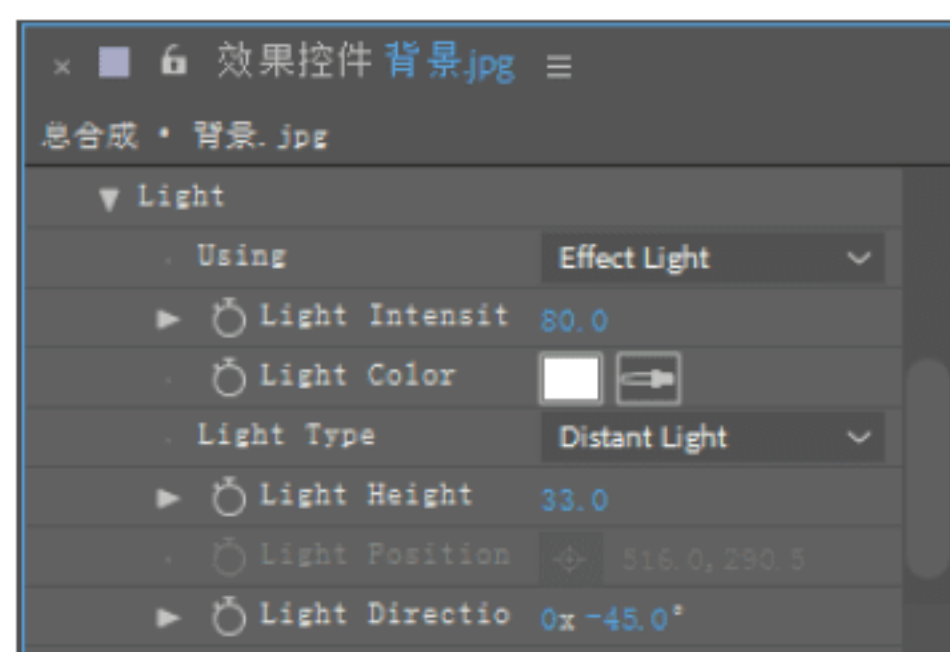 效果控件 背景.jpg
总合成 • 背景.jpg
Light
Using Effect Light
Light Intensit 80.0
Light Color
Light Type Distant Light
Light Height 33.0
Light Position 516.0,290.5
Light Directio 0x -45.0°